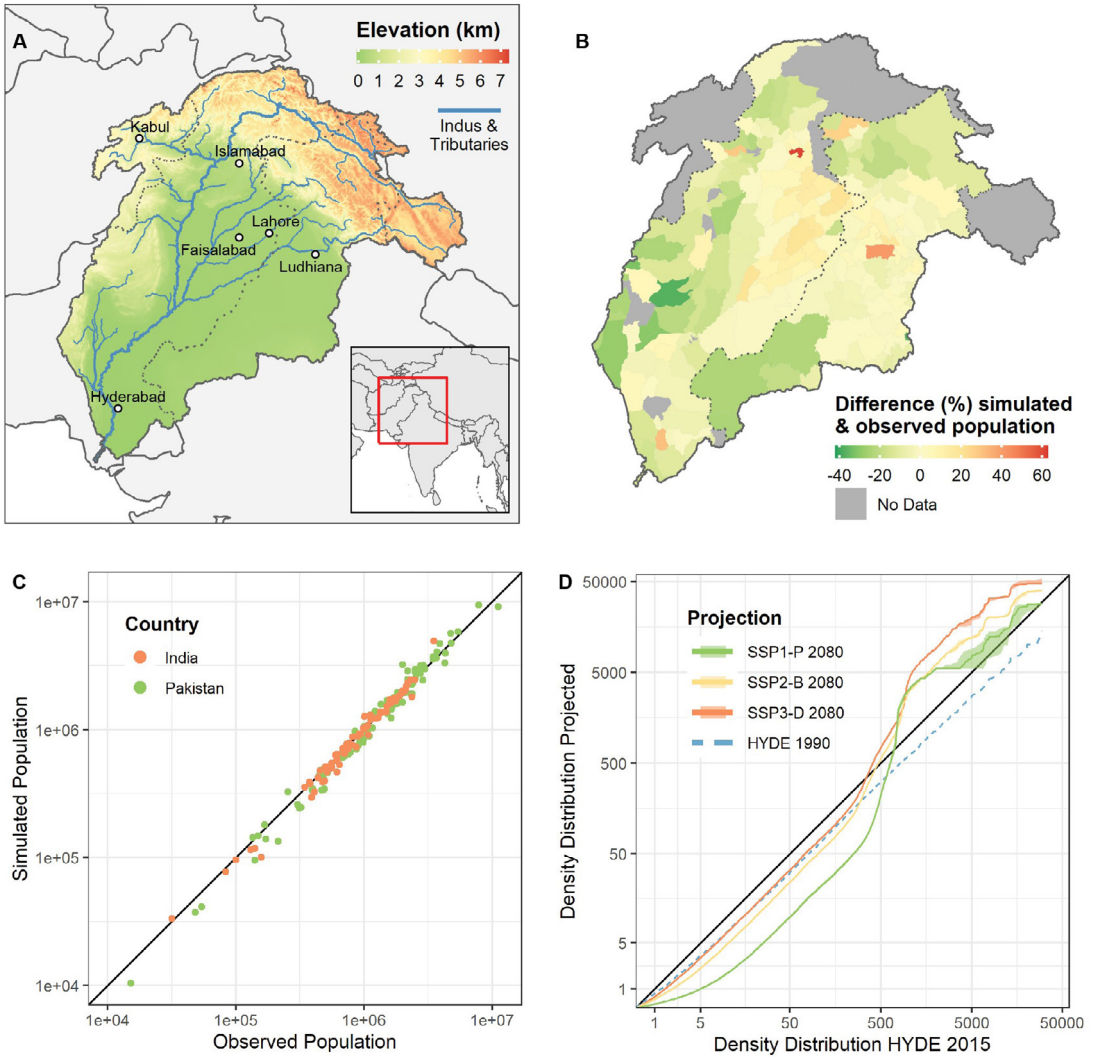 A
Elevation (km)
0 1 2 3 4 5 6 7
Indus &
Tributaries
Kabul
Islamabad
Lahore
Faisalabad
Ludhiana
Hyderabad
B
Difference (%) simulated
& observed population
-40 -20 0 20 40 60
No Data
C
1e+07
1e+06
1e+05
1e+04
Simulated Population
Country
India
Pakistan
1e+04 1e+05 1e+06 1e+07
Observed Population
D
50000
5000
500
50
5
1
Density Distribution Projected
Projection
SSP1-P 2080
SSP2-B 2080
SSP3-D 2080
HYDE 1990
1 5 50 500 5000 50000
Density Distribution HYDE 2015